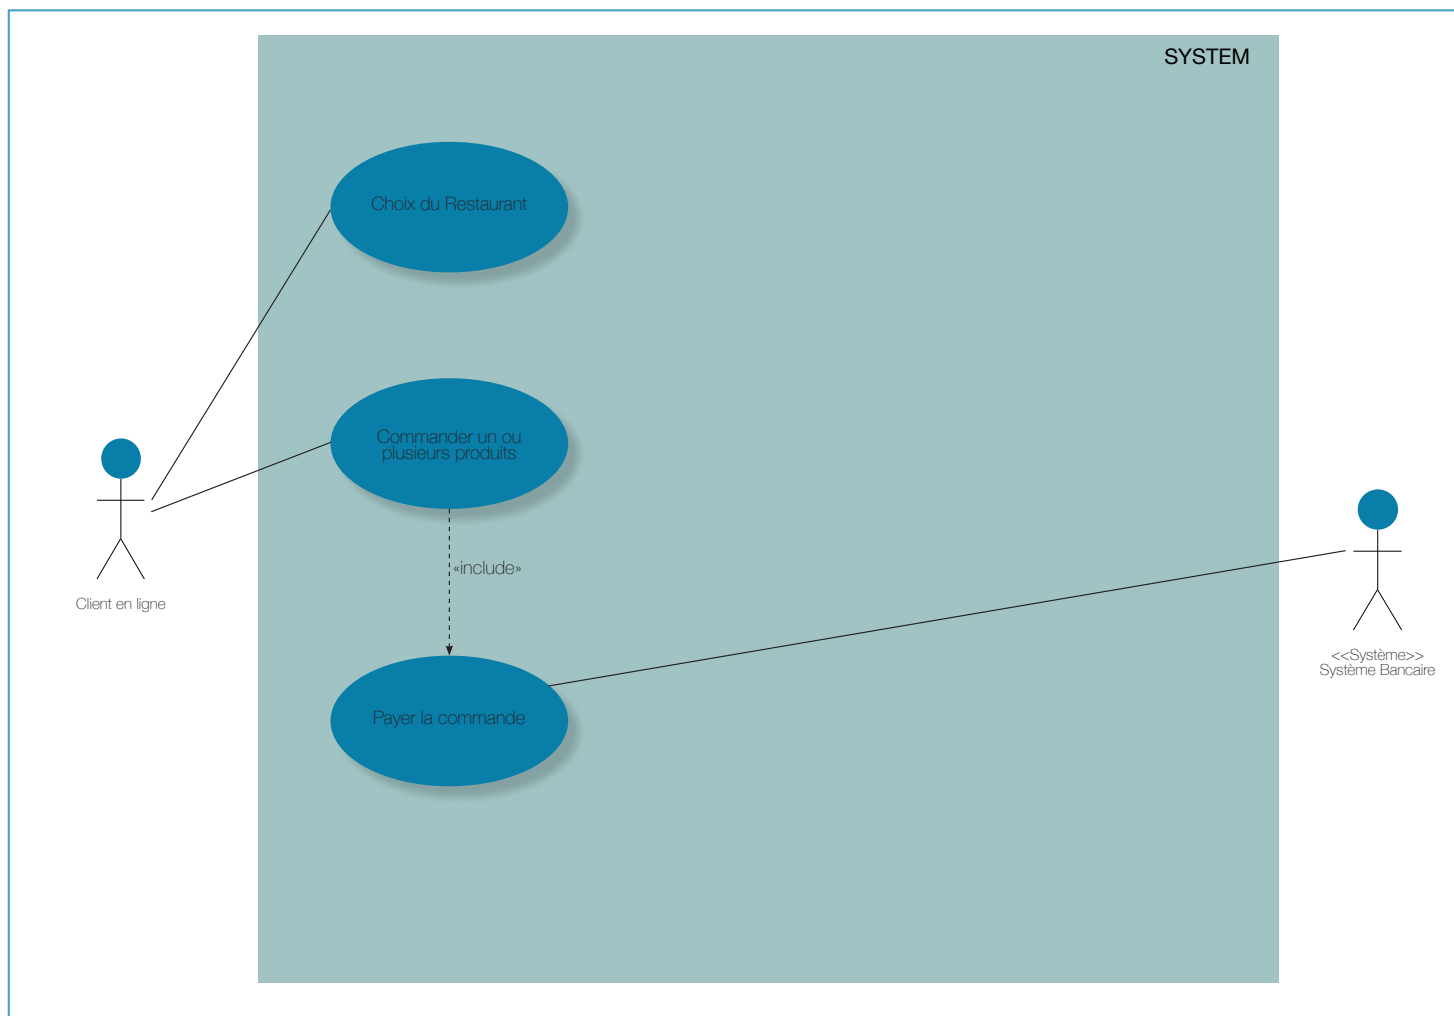 SYSTEM
Choix du Restaurant
Commander un ou
plusieurs produits
«include»
Client en ligne
<<Système>>
Système Bancaire
Payer la commande